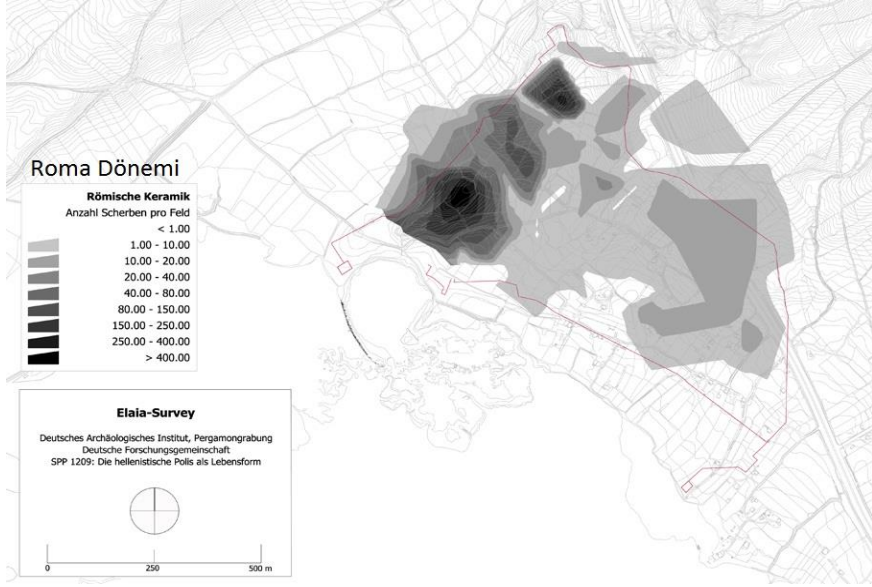 Roma Dönemi
Römische Keramik
Anzahl Scherben pro Feld
< 1.00
1.00 - 10.00
10.00 - 20.00
20.00 - 40.00
40.00 - 80.00
80.00 - 150.00
150.00 - 250.00
250.00 - 400.00
> 400.00
Elaia-Survey
Deutsches Archäologisches Institut, Pergamongrabung
Deutsche Forschungsgemeinschaft
SPP 1209: Die hellenistische Polis als Lebensform
0 250 500 m